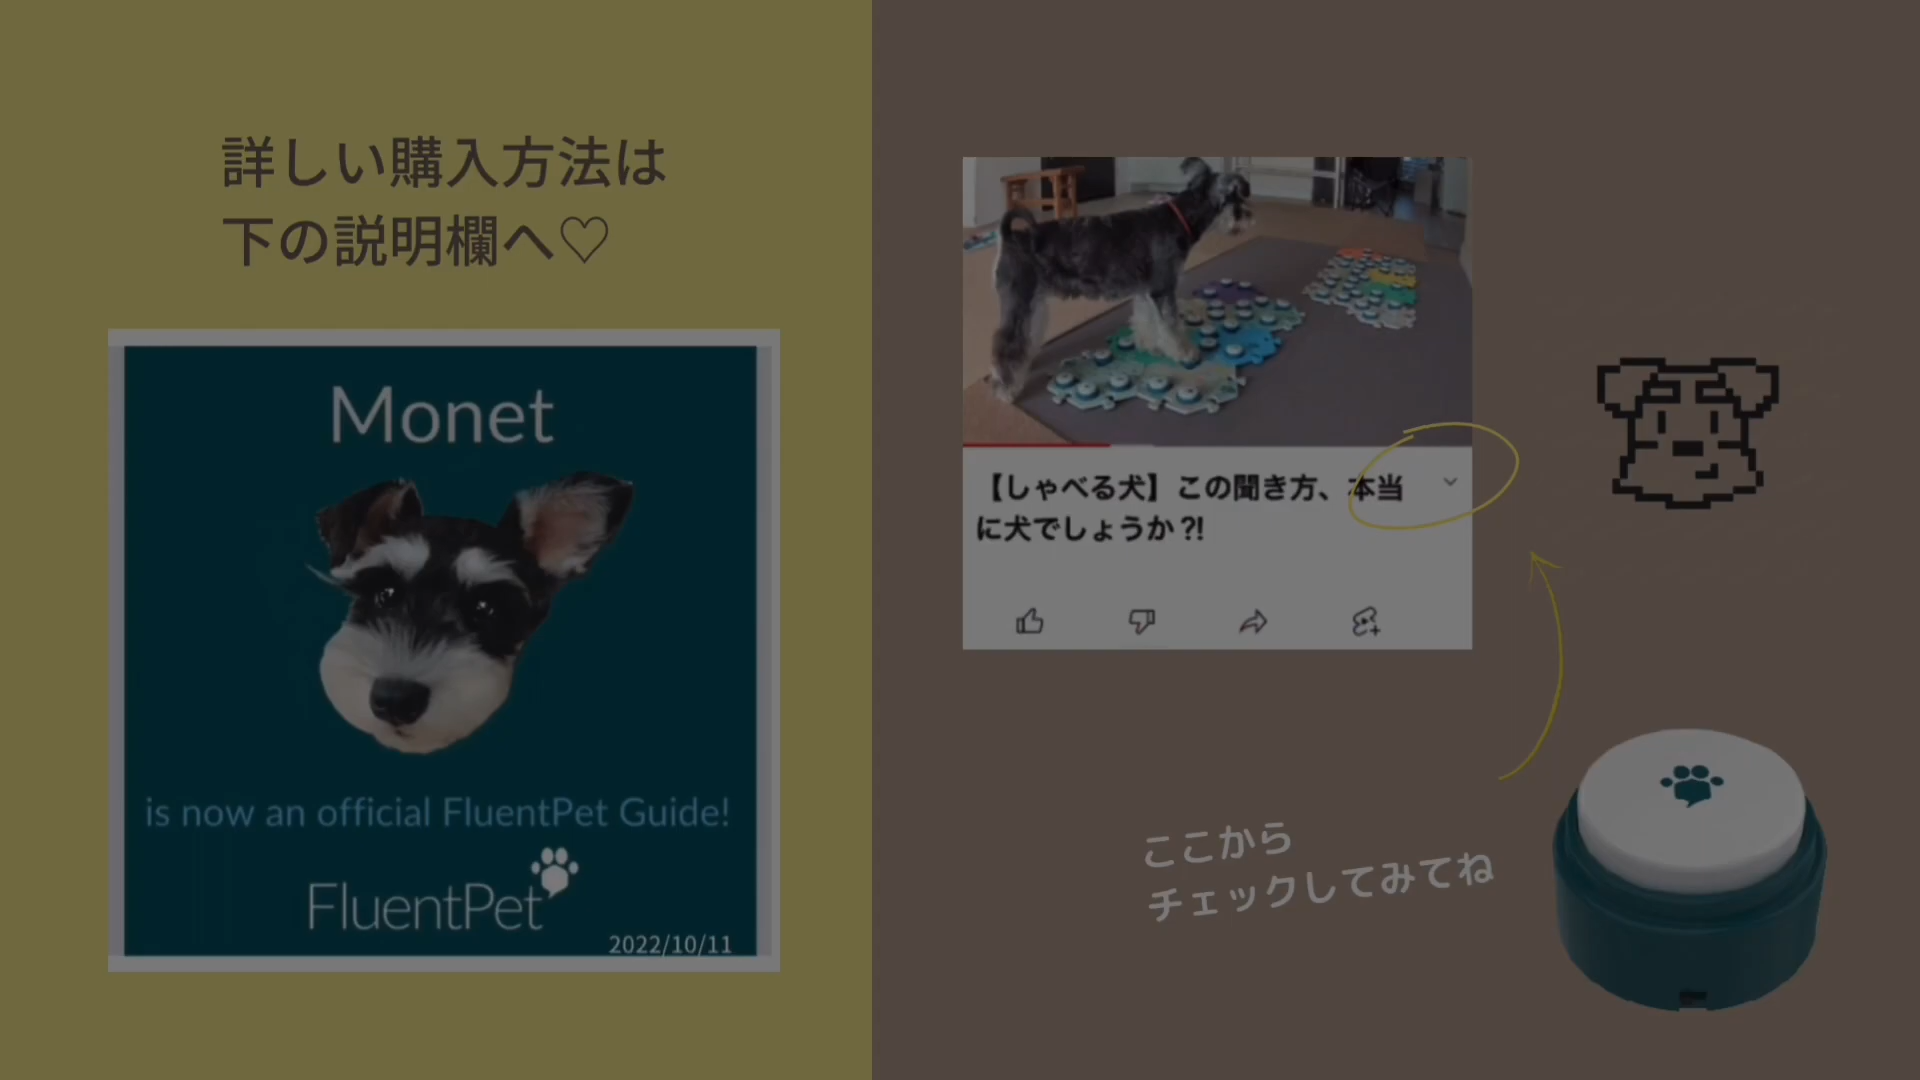 詳しい購入方法は
下の説明欄へ♡
Monet
is now an official FluentPet Guide!
FluentPet
2022/10/11
【しゃべる犬】この聞き方、本当
に犬でしょうか?!
ここから
チェックしてみてね